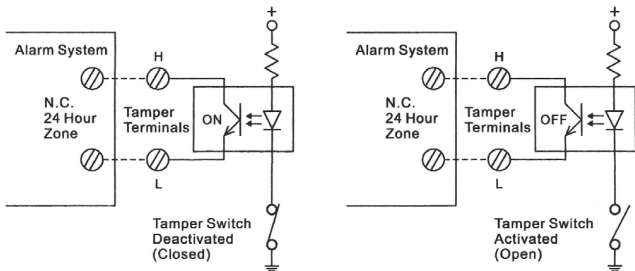 +
Alarm System
H
N.C.
24 Hour
Zone
Tamper
Terminals
ON
L
Tamper Switch
Deactivated
(Closed)
+
Alarm System
H
N.C.
24 Hour
Zone
Tamper
Terminals
OFF
L
Tamper Switch
Activated
(Open)